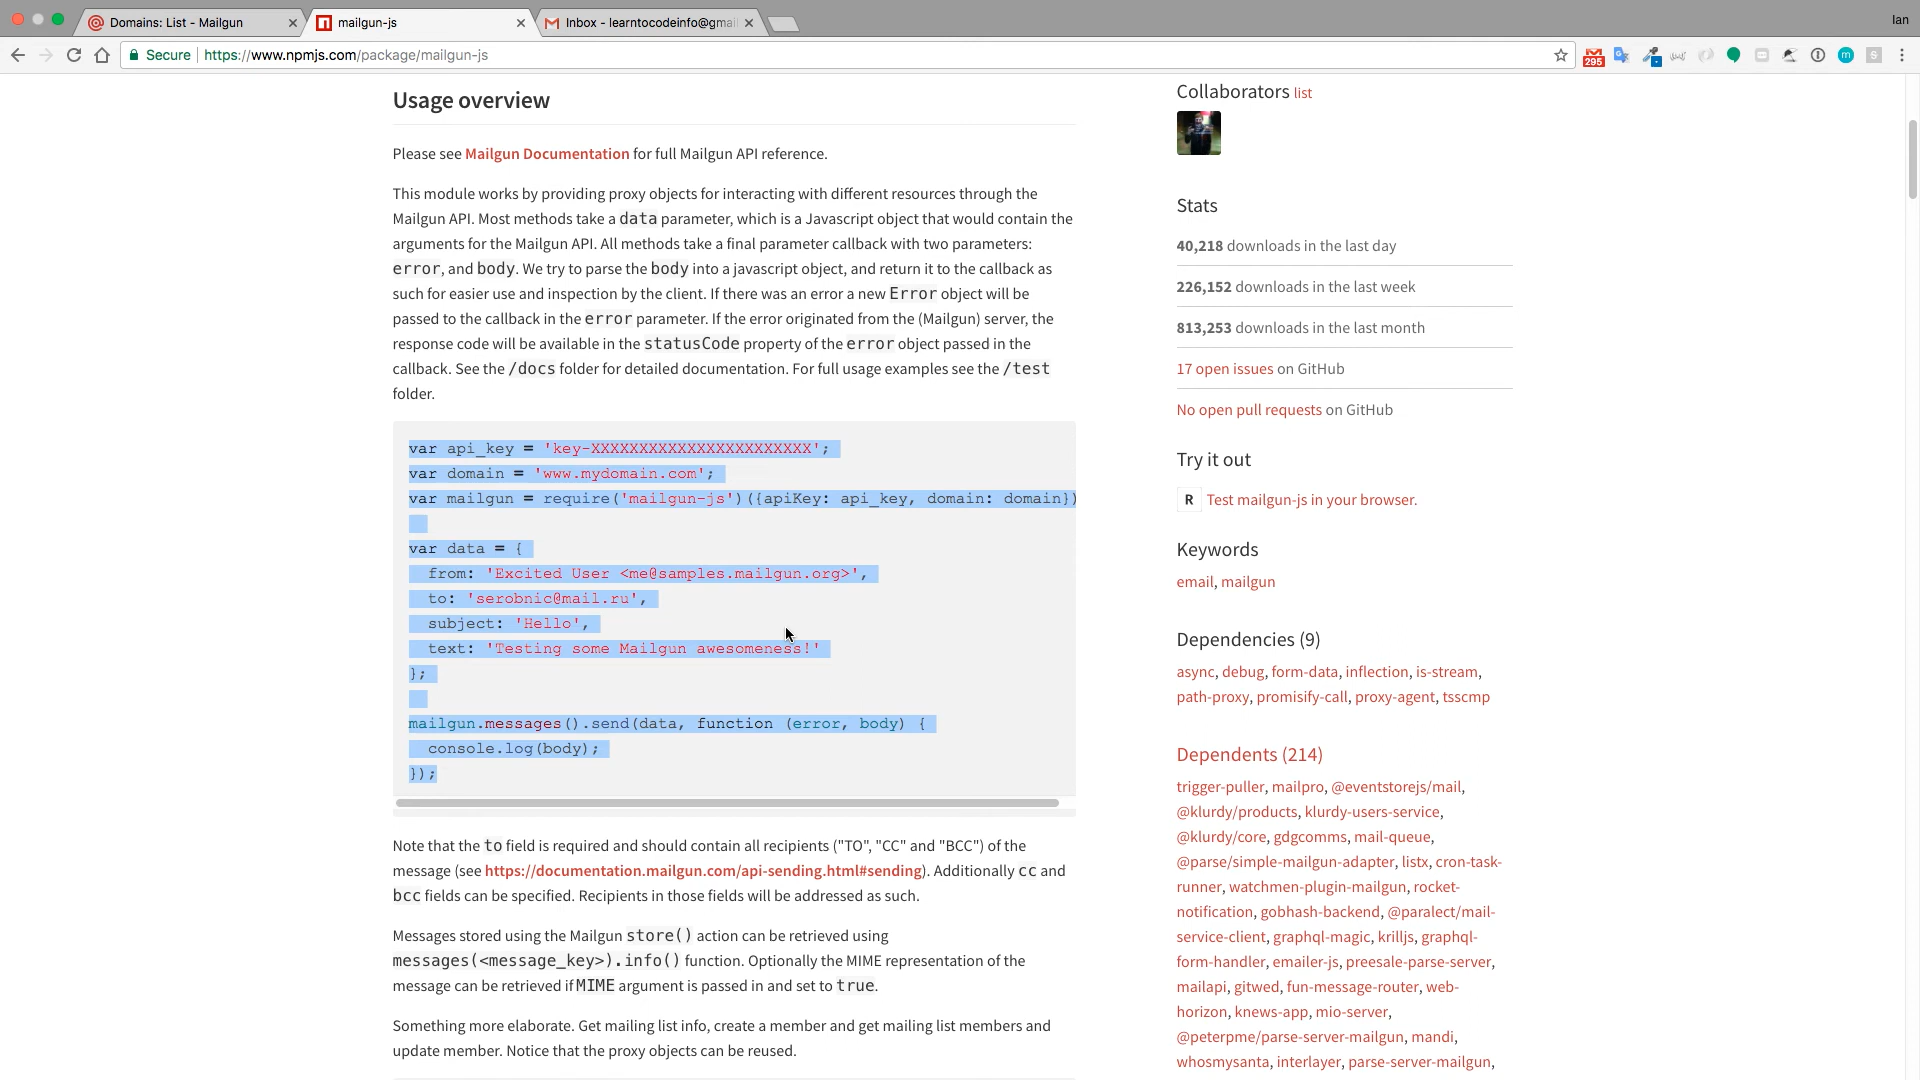 Domains: List - Mailgun
mailgun-js
Inbox - learntocodeinfo@gmai
Ian
Secure
https://www.npmjs.com/package/mailgun-js
295
Usage overview
Please see Mailgun Documentation for full Mailgun API reference.
This module works by providing proxy objects for interacting with different resources through the
Mailgun API. Most methods take a data parameter, which is a Javascript object that would contain the
arguments for the Mailgun API. All methods take a final parameter callback with two parameters:
error, and body. We try to parse the body into a javascript object, and return it to the callback as
such for easier use and inspection by the client. If there was an error a new Error object will be
passed to the callback in the error parameter. If the error originated from the (Mailgun) server, the
response code will be available in the statusCode property of the error object passed in the
callback. See the /docs folder for detailed documentation. For full usage examples see the /test
folder.
var api_key = 'key-XXXXXXXXXXXXXXXXXXXXXXX';
var domain = 'www.mydomain.com';
var mailgun = require('mailgun-js')({apiKey: api_key, domain: domain})
var data = {
from: 'Excited User <me@samples.mailgun.org>',
to: 'serobnic@mail.ru',
subject: 'Hello',
text: 'Testing some Mailgun awesomeness!'
};
mailgun.messages().send(data, function (error, body) {
console.log(body);
});
Note that the to field is required and should contain all recipients ("TO", "CC" and "BCC") of the
message (see https://documentation.mailgun.com/api-sending.html#sending). Additionally cc and
bcc fields can be specified. Recipients in those fields will be addressed as such.
Messages stored using the Mailgun store() action can be retrieved using
messages(<message_key>).info() function. Optionally the MIME representation of the
message can be retrieved if MIME argument is passed in and set to true.
Something more elaborate. Get mailing list info, create a member and get mailing list members and
update member. Notice that the proxy objects can be reused.
Collaborators list
Stats
40,218 downloads in the last day
226,152 downloads in the last week
813,253 downloads in the last month
17 open issues on GitHub
No open pull requests on GitHub
Try it out
R Test mailgun-js in your browser.
Keywords
email, mailgun
Dependencies (9)
async, debug, form-data, inflection, is-stream,
path-proxy, promisify-call, proxy-agent, tsscmp
Dependents (214)
trigger-puller, mailpro, @eventstorejs/mail,
@klurdy/products, klurdy-users-service,
@klurdy/core, gdgcomms, mail-queue,
@parse/simple-mailgun-adapter, listx, cron-task-
runner, watchmen-plugin-mailgun, rocket-
notification, gobhash-backend, @paralect/mail-
service-client, graphql-magic, krilljs, graphql-
form-handler, emailer-js, preesale-parse-server,
mailapi, gitwed, fun-message-router, web-
horizon, knews-app, mio-server,
@peterpme/parse-server-mailgun, mandi,
whosmysanta, interlayer, parse-server-mailgun,